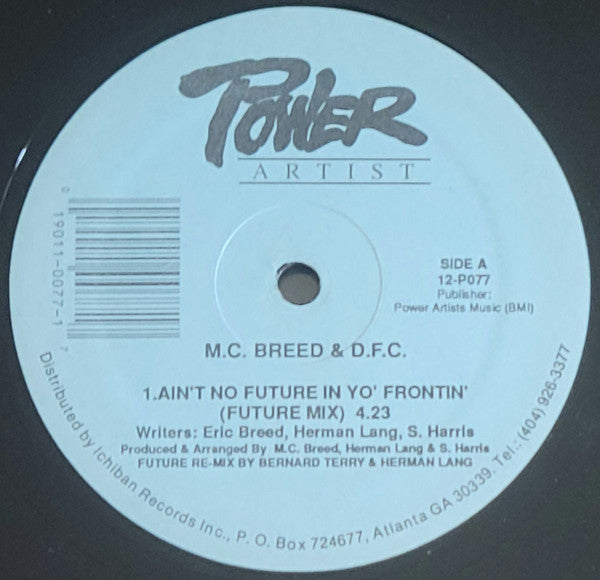 POWER
ARTIST
0 19011-0077-1 7
SIDE A
12-P077
Publisher:
Power Artists Music (BMI)
M.C. BREED & D.F.C.
1.AIN'T NO FUTURE IN YO' FRONTIN'
(FUTURE MIX) 4.23
Writers: Eric Breed, Herman Lang, S. Harris
Produced & Arranged By M.C. Breed, Herman Lang & S. Harris
FUTURE RE-MIX BY BERNARD TERRY & HERMAN LANG
Distributed by Ichiban Records Inc., P. O. Box 724677, Atlanta GA 30339. Tel.: (404) 926-3377